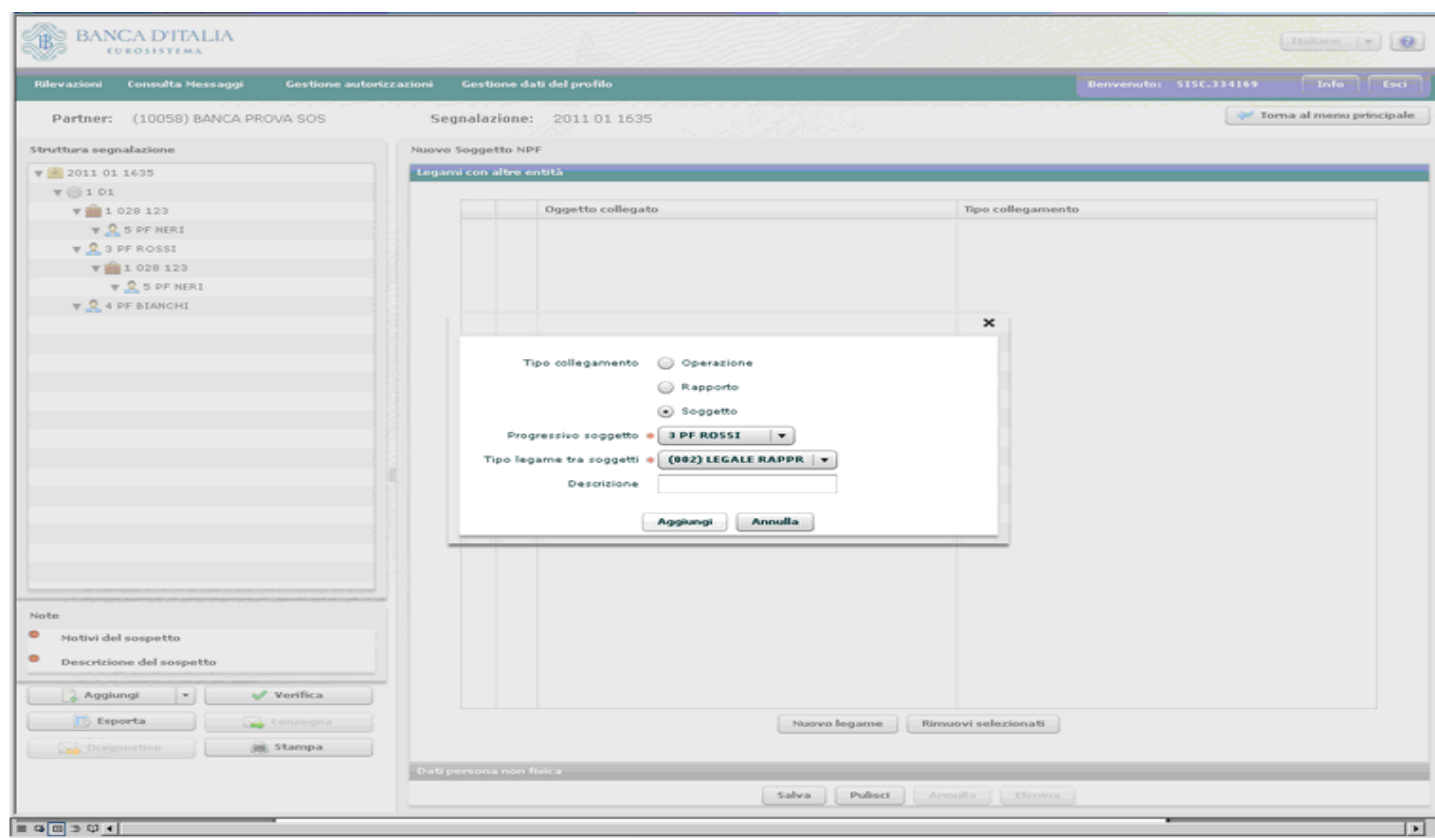 BANCA D'ITALIA
EUROSISTEMA
Italiano
Rilevazioni Consulta Messaggi Gestione autorizzazioni Gestione dati del profilo Benvenuto: SISC.334169 Info Esci
Partner: (10058) BANCA PROVA SOS Segnalazione: 2011 01 1635 Torna al menu principale
Struttura segnalazione
2011 01 1635
1 D1
1 028 123
5 PF NERI
3 PF ROSSI
1 028 123
5 PF NERI
4 PF BIANCHI
Note
Motivi del sospetto
Descrizione del sospetto
Aggiungi Verifica
Esporta Consegna
Diagnostico Stampa
Nuovo Soggetto NPF
Legami con altre entità
Oggetto collegato Tipo collegamento
Tipo collegamento Operazione
Rapporto
Soggetto
Progressivo soggetto * 3 PF ROSSI
Tipo legame tra soggetti * (002) LEGALE RAPPR
Descrizione
Aggiungi Annulla
Nuovo legame Rimuovi selezionati
Dati persona non fisica
Salva Pulisci Annulla Elimina